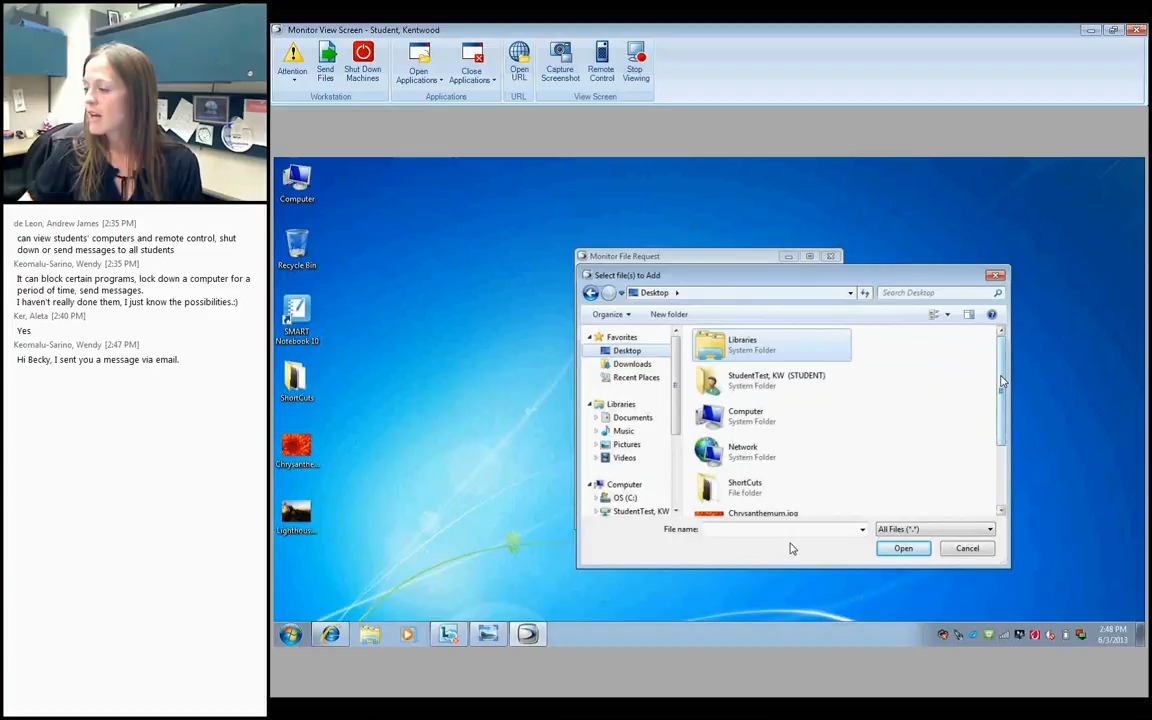 Monitor View Screen - Student, Kentwood
Attention
Send Files
Shut Down Machines
Open Applications
Close Applications
Open URL
Capture Screenshot
Remote Control
Stop Viewing
Workstation
Applications
URL
View Screen
de Leon, Andrew James [2:35 PM]
can view students' computers and remote control, shut
down or send messages to all students
Keomalu-Sarino, Wendy [2:35 PM]
It can block certain programs, lock down a computer for a
period of time, send messages.
I haven't really done them, I just know the possibilities.:)
Ker, Aleta [2:40 PM]
Yes
Keomalu-Sarino, Wendy [2:47 PM]
Hi Becky, I sent you a message via email.
Computer
Recycle Bin
SMART
Notebook 10
ShortCuts
Chrysanthe...
Lighthous...
Monitor File Request
Select file(s) to Add
Desktop
Search Desktop
Organize
New folder
Favorites
Desktop
Downloads
Recent Places
Libraries
Documents
Music
Pictures
Videos
Computer
OS (C:)
StudentTest, KW
Libraries
System Folder
StudentTest, KW (STUDENT)
System Folder
Computer
System Folder
Network
System Folder
ShortCuts
File folder
Chrysanthemum.jpg
File name:
All Files (*.*)
Open
Cancel
2:48 PM
6/3/2013